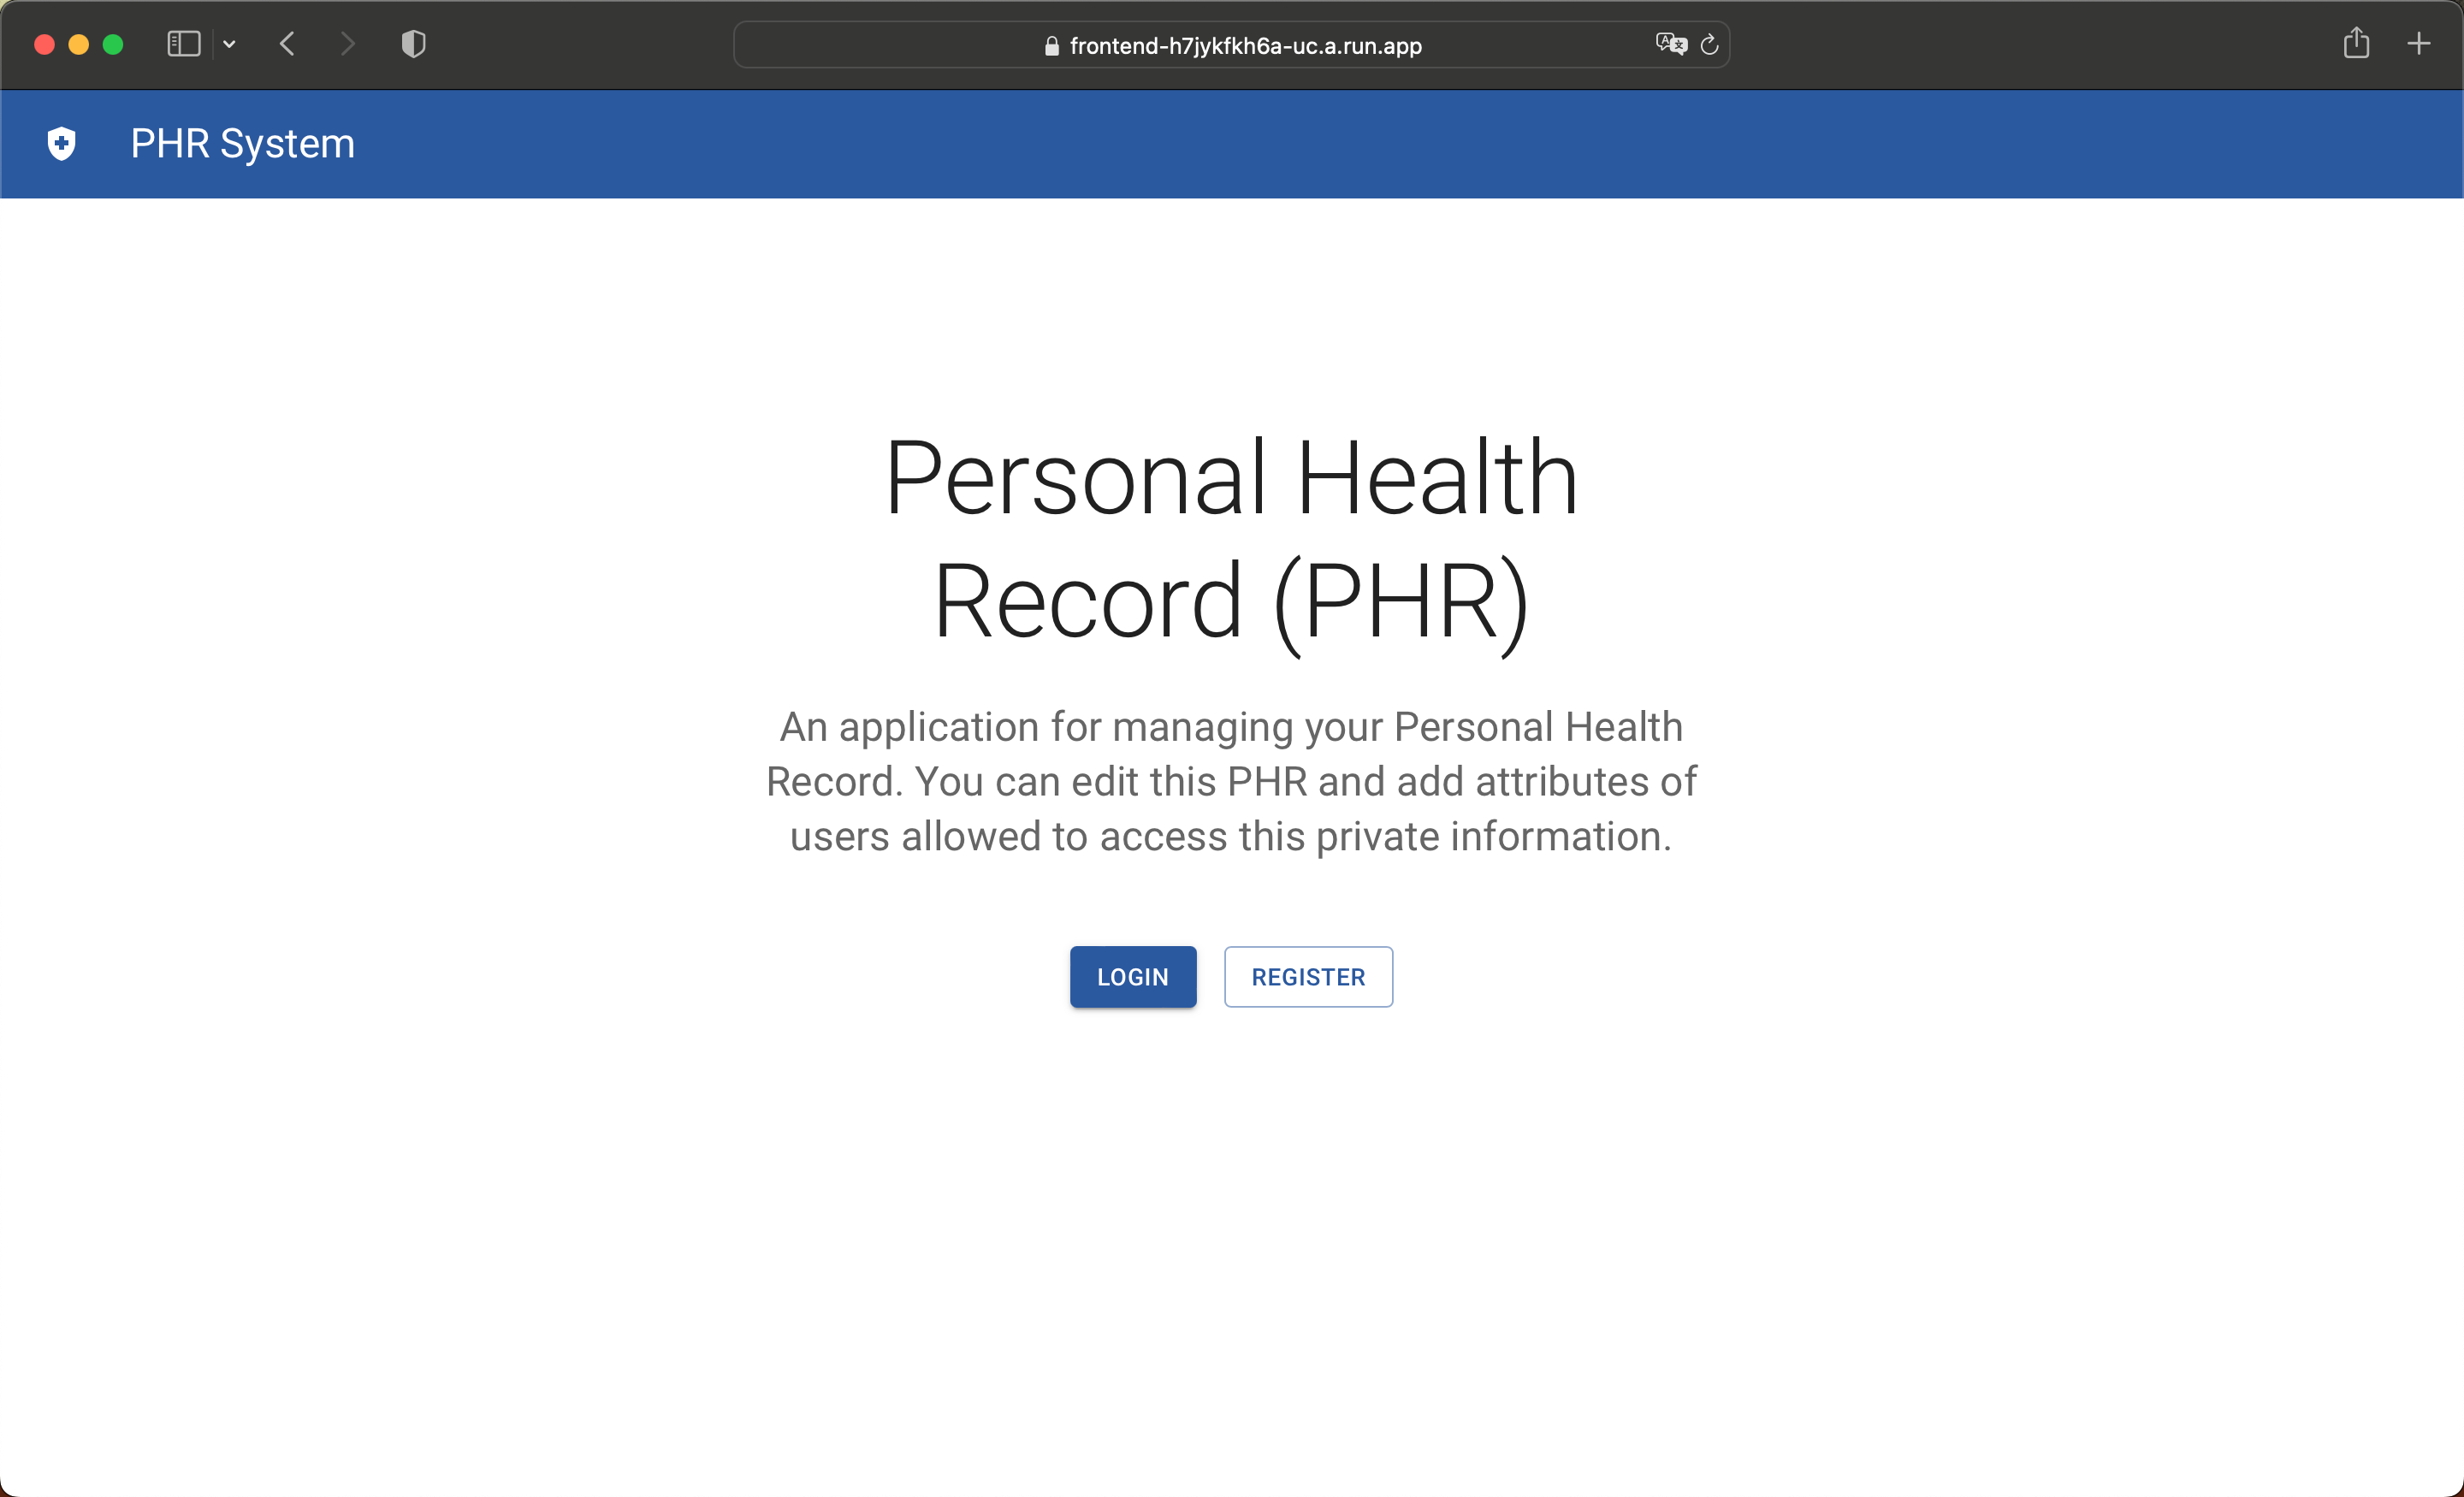 frontend-h7jykfkh6a-uc.a.run.app
PHR System
Personal Health
Record (PHR)
An application for managing your Personal Health
Record. You can edit this PHR and add attributes of
users allowed to access this private information.
LOGIN REGISTER